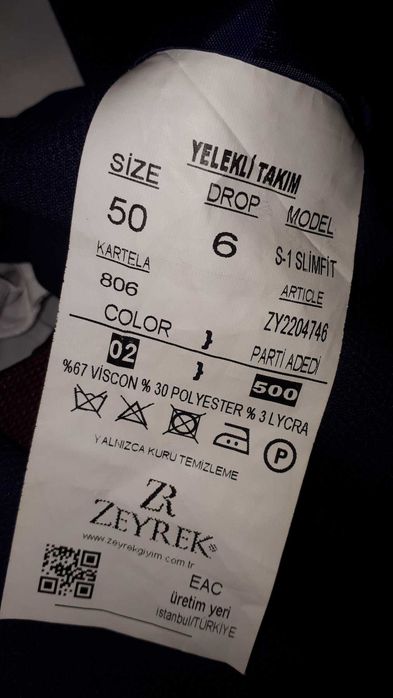 YELEKLİ TAKIM
SİZE DROP MODEL
50 6 S-1 SLİMFİT
KARTELA ARTICLE
806 ZY2204746
COLOR } PARTİ ADEDİ
02 } 500
%67 VİSCON % 30 POLYESTER % 3 LYCRA
P
YALNIZCA KURU TEMİZLEME
ZR
ZEYREK
www.zeyrekgiyim.com.tr
EAC
üretim yeri
istanbul/TÜRKİYE